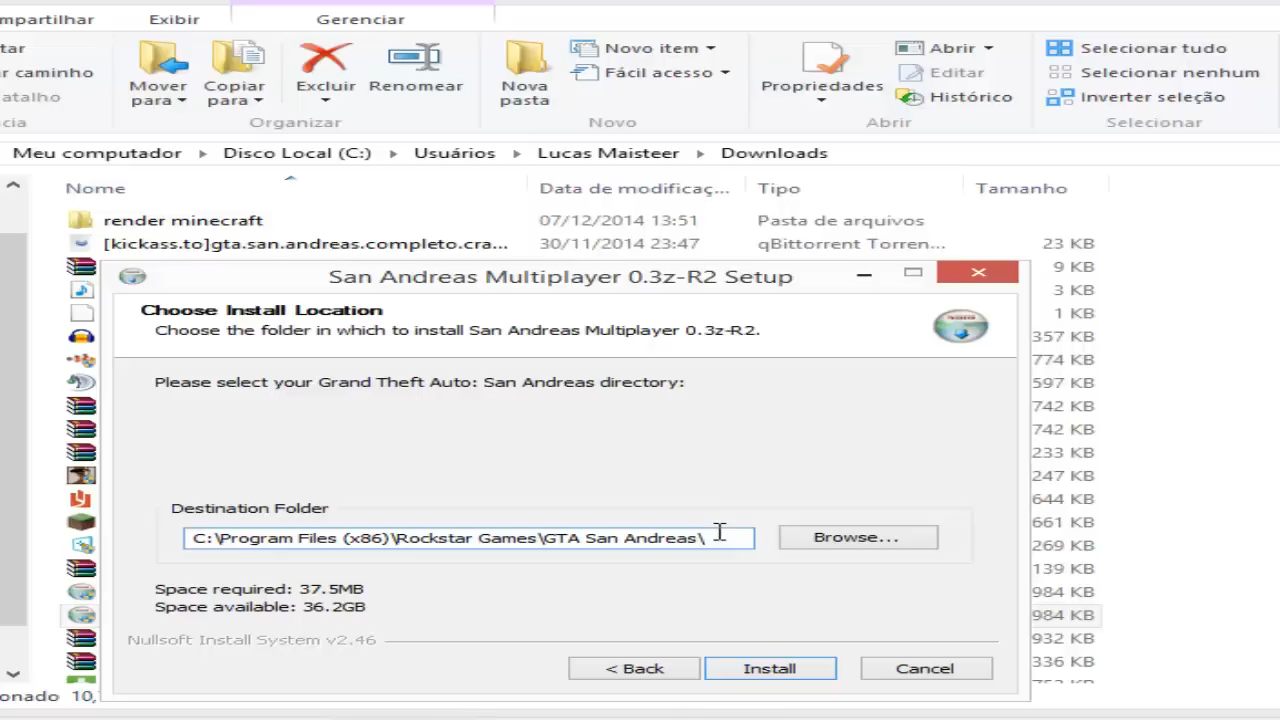 mpartilhar Exibir Gerenciar
tar
r caminho
atalho
cia
Mover para
Copiar para
Excluir
Renomear
Organizar
Nova pasta
Novo item
Fácil acesso
Novo
Propriedades
Abrir
Editar
Histórico
Abrir
Selecionar tudo
Selecionar nenhum
Inverter seleção
Selecionar
Meu computador Disco Local (C:) Usuários Lucas Maisteer Downloads
Nome Data de modificaç... Tipo Tamanho
render minecraft 07/12/2014 13:51 Pasta de arquivos
[kickass.to]gta.san.andreas.completo.cra... 30/11/2014 23:47 qBittorrent Torren... 23 KB
9 KB
3 KB
1 KB
357 KB
774 KB
597 KB
742 KB
742 KB
233 KB
247 KB
644 KB
661 KB
269 KB
139 KB
984 KB
984 KB
932 KB
336 KB
San Andreas Multiplayer 0.3z-R2 Setup
Choose Install Location
Choose the folder in which to install San Andreas Multiplayer 0.3z-R2.
Please select your Grand Theft Auto: San Andreas directory:
Destination Folder
C:\Program Files (x86)\Rockstar Games\GTA San Andreas\
Browse...
Space required: 37.5MB
Space available: 36.2GB
Nullsoft Install System v2.46
< Back Install Cancel
onado 10,